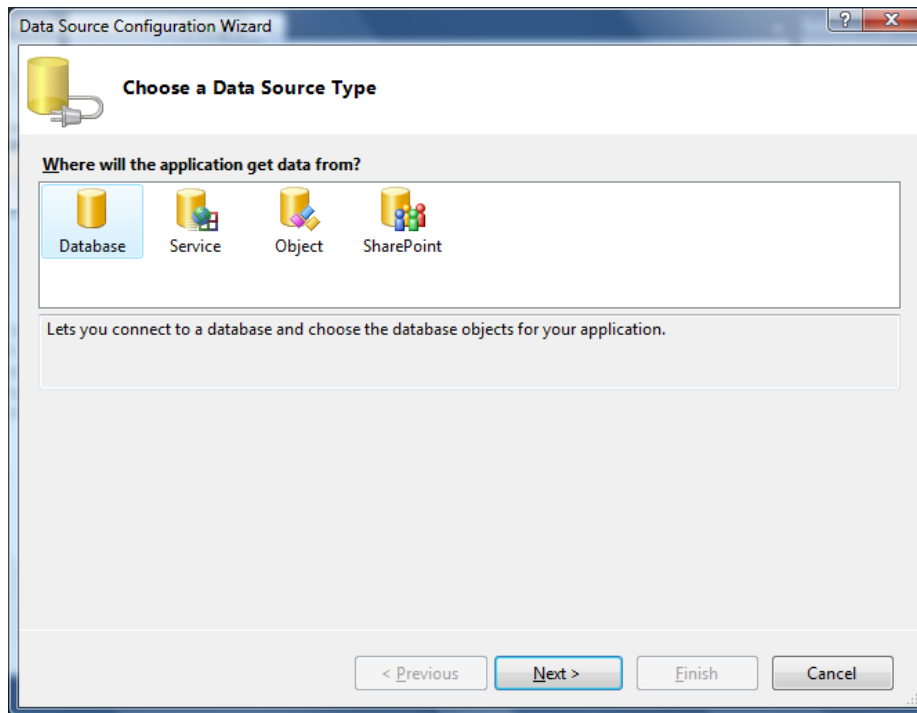 Data Source Configuration Wizard
?
X
Choose a Data Source Type
Where will the application get data from?
Database Service Object SharePoint
Lets you connect to a database and choose the database objects for your application.
< Previous Next > Finish Cancel